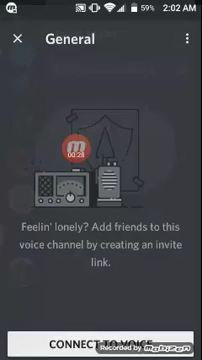 59% 2:02 AM
General
00:28
Feelin' lonely? Add friends to this
voice channel by creating an invite
link.
CONNECT TO VOICE
Recorded by MOBIZEN